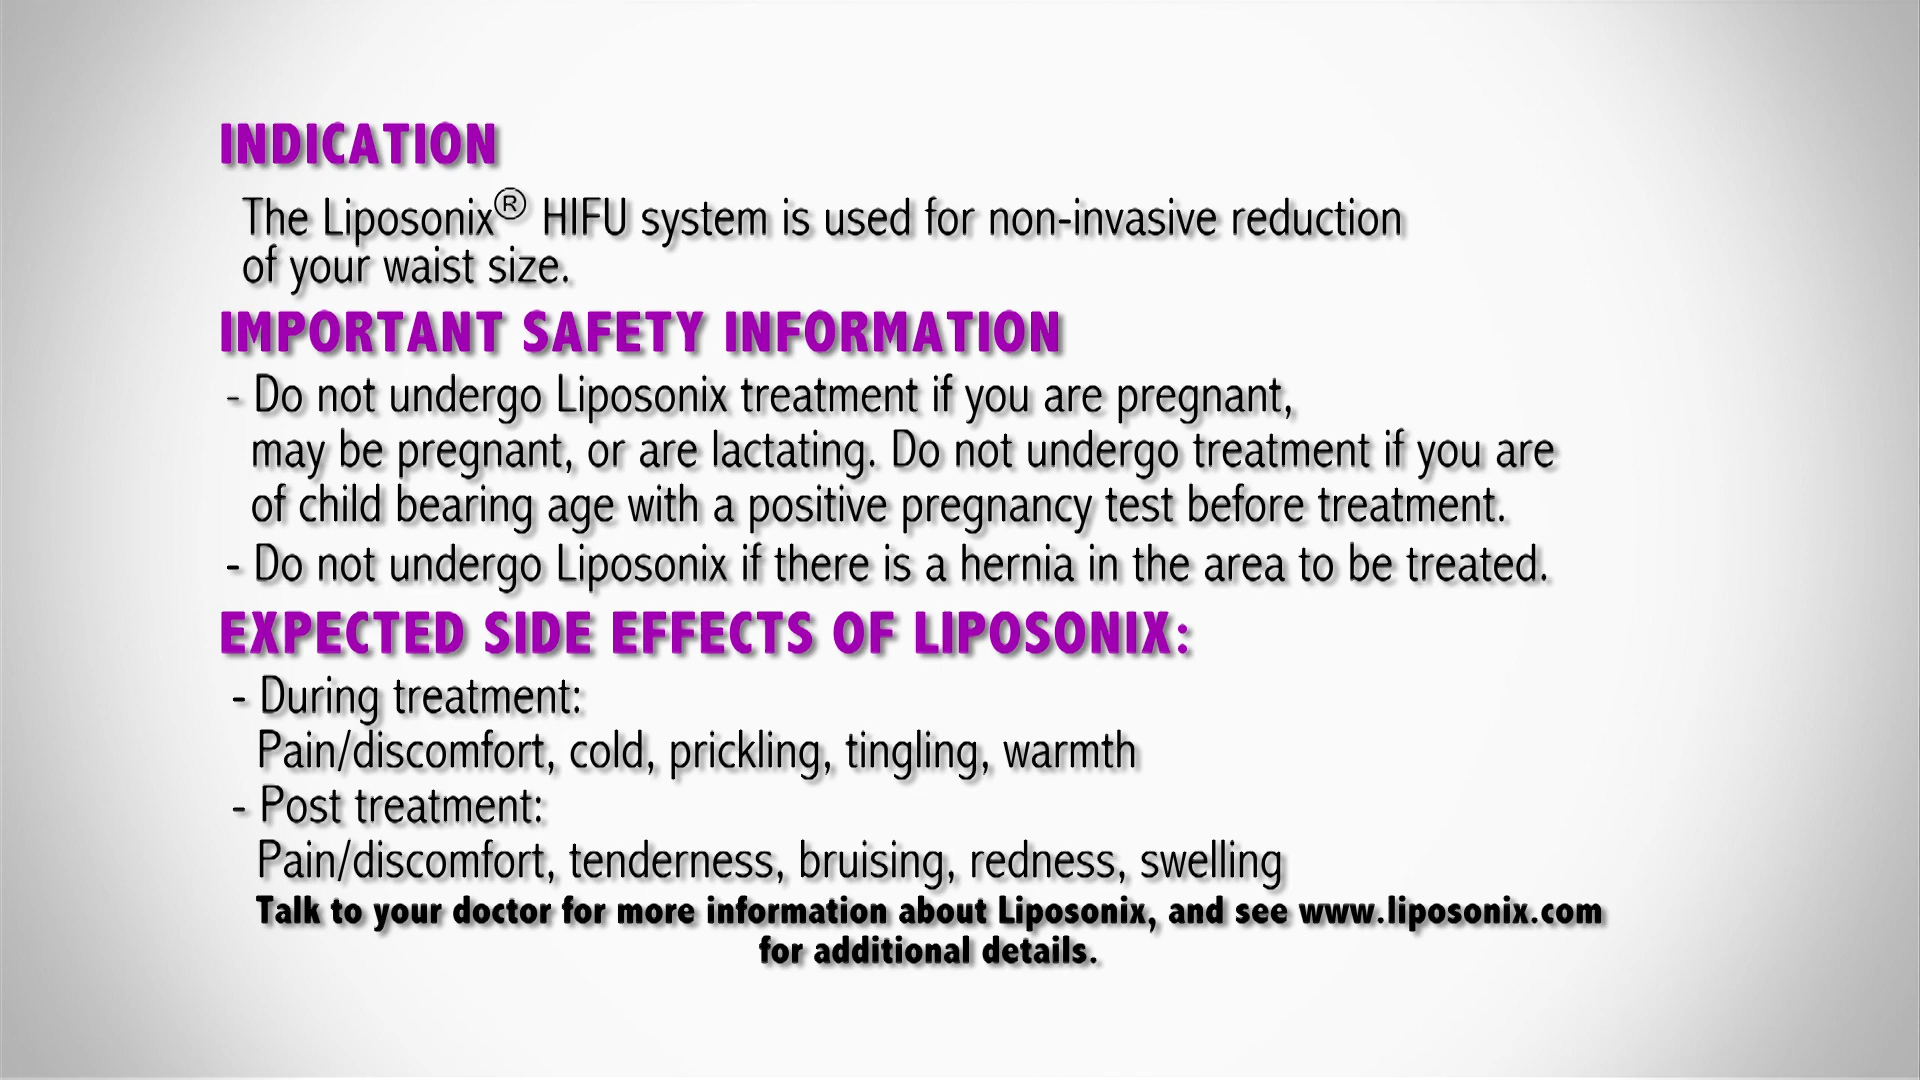 INDICATION
The Liposonix® HIFU system is used for non-invasive reduction
of your waist size.
IMPORTANT SAFETY INFORMATION
- Do not undergo Liposonix treatment if you are pregnant,
may be pregnant, or are lactating. Do not undergo treatment if you are
of child bearing age with a positive pregnancy test before treatment.
- Do not undergo Liposonix if there is a hernia in the area to be treated.
EXPECTED SIDE EFFECTS OF LIPOSONIX:
- During treatment:
Pain/discomfort, cold, prickling, tingling, warmth
- Post treatment:
Pain/discomfort, tenderness, bruising, redness, swelling
Talk to your doctor for more information about Liposonix, and see www.liposonix.com
for additional details.